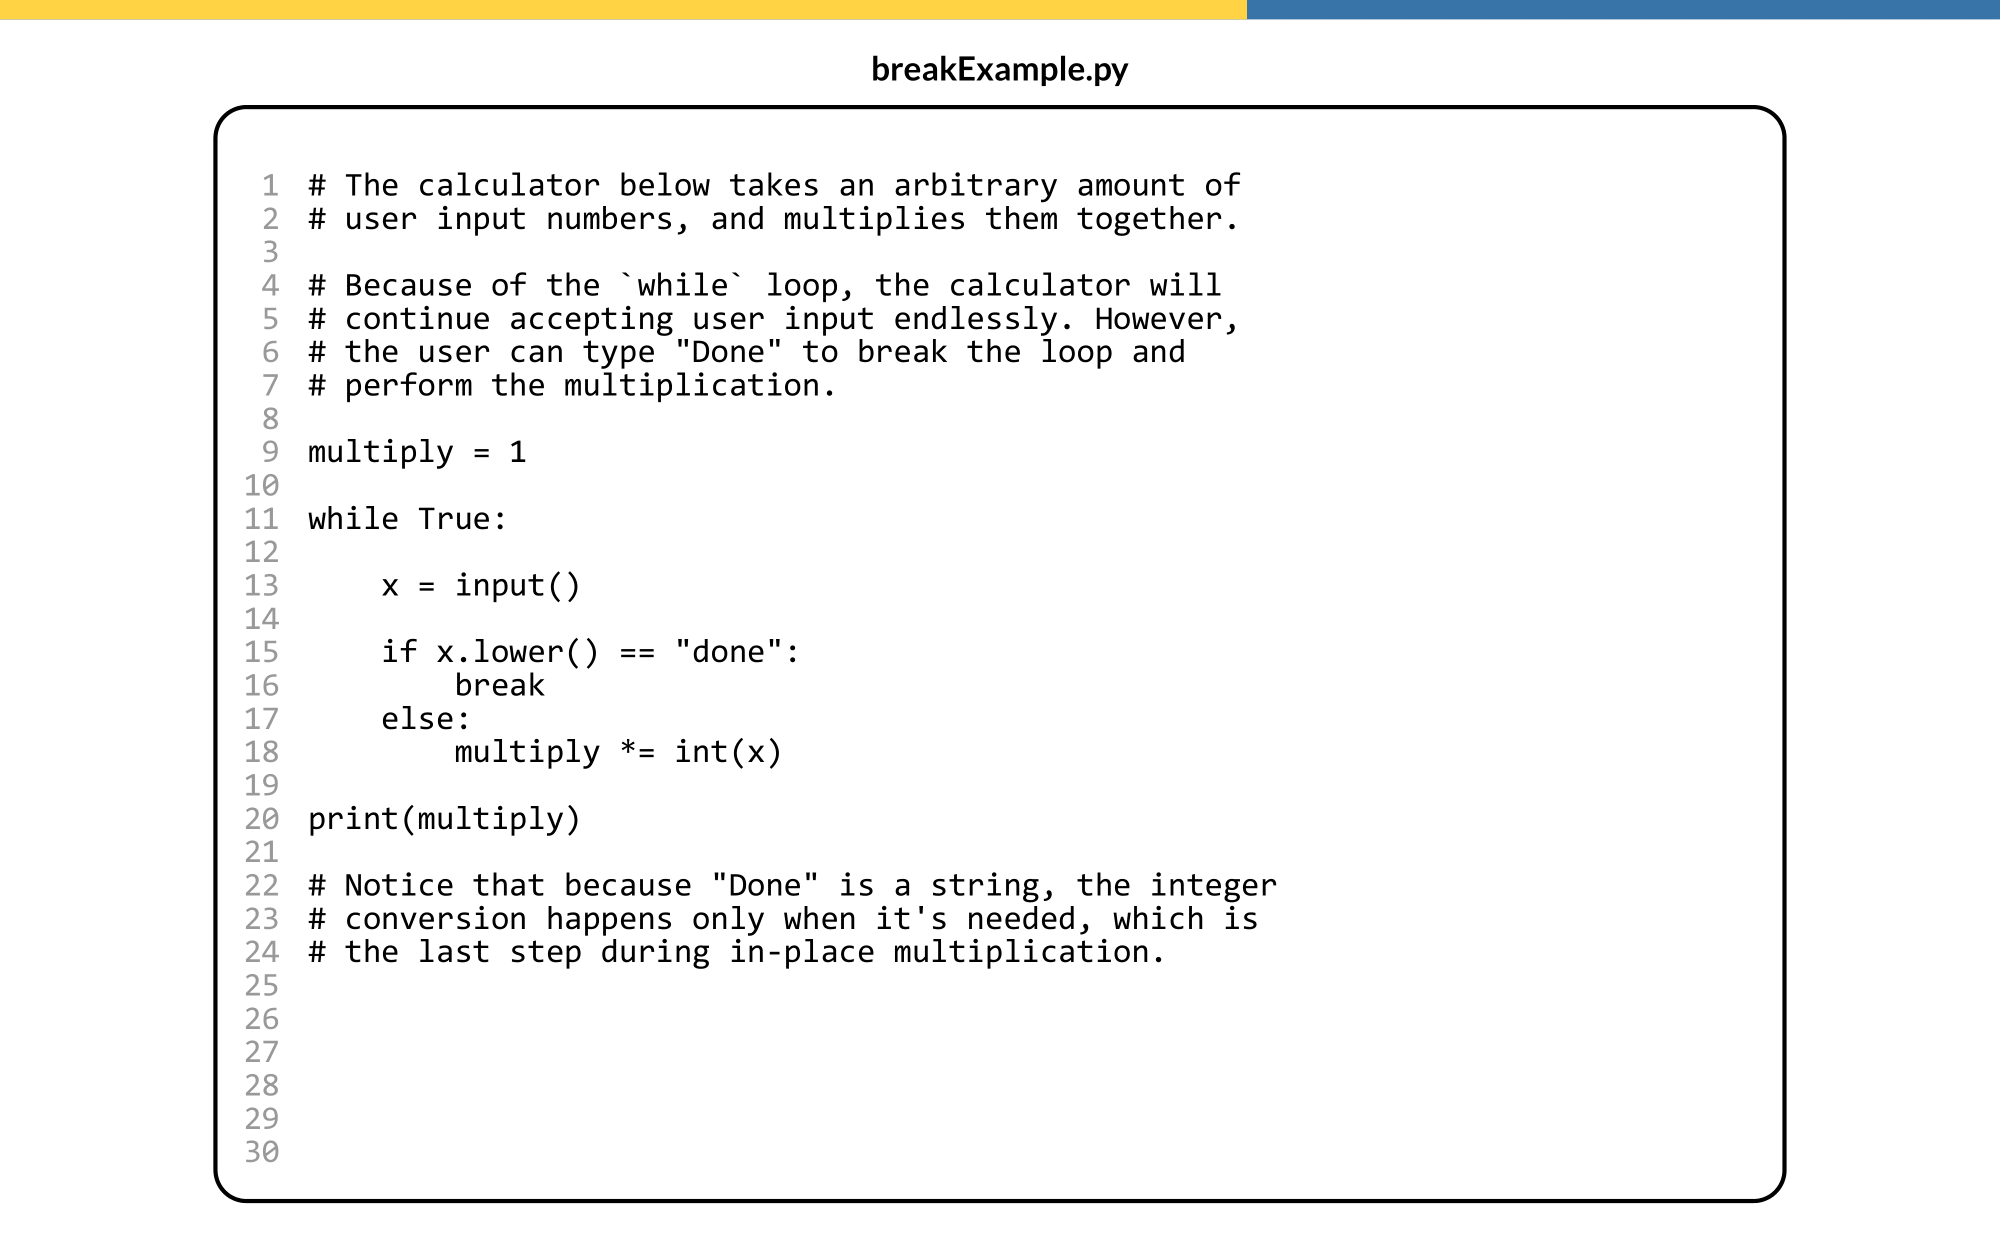 breakExample.py
1 # The calculator below takes an arbitrary amount of
2 # user input numbers, and multiplies them together.
3
4 # Because of the `while` loop, the calculator will
5 # continue accepting user input endlessly. However,
6 # the user can type "Done" to break the loop and
7 # perform the multiplication.
8
9 multiply = 1
10
11 while True:
12
13     x = input()
14
15     if x.lower() == "done":
16         break
17     else:
18         multiply *= int(x)
19
20 print(multiply)
21
22 # Notice that because "Done" is a string, the integer
23 # conversion happens only when it's needed, which is
24 # the last step during in-place multiplication.
25
26
27
28
29
30